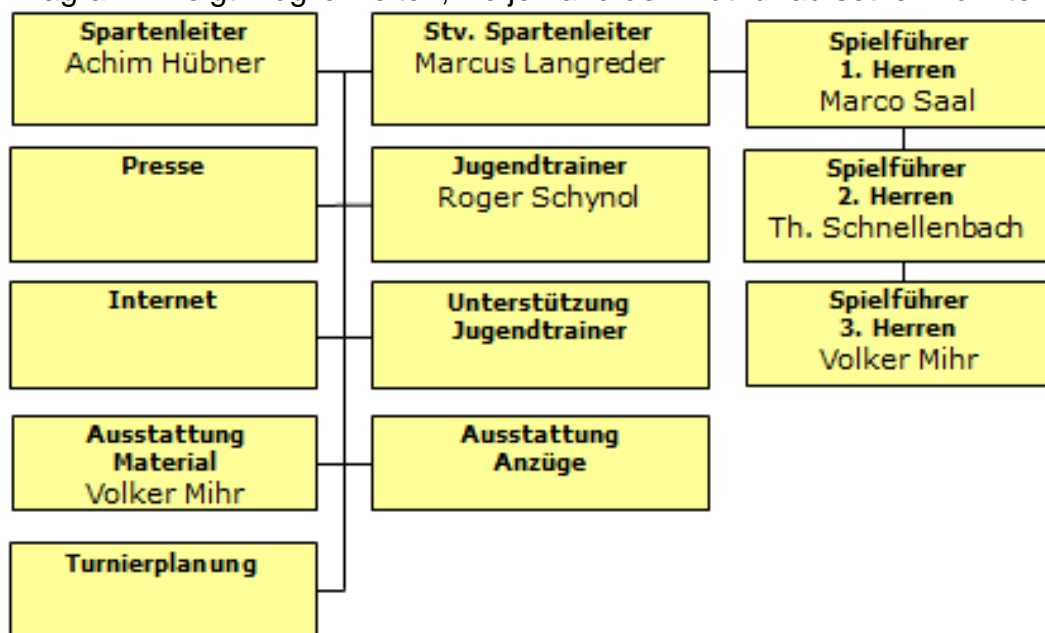 Spartenleiter
Achim Hübner
Stv. Spartenleiter
Marcus Langreder
Spielführer
1. Herren
Marco Saal
Presse
Jugendtrainer
Roger Schynol
Spielführer
2. Herren
Th. Schnellenbach
Internet
Unterstützung
Jugendtrainer
Spielführer
3. Herren
Volker Mihr
Ausstattung
Material
Volker Mihr
Ausstattung
Anzüge
Turnierplanung